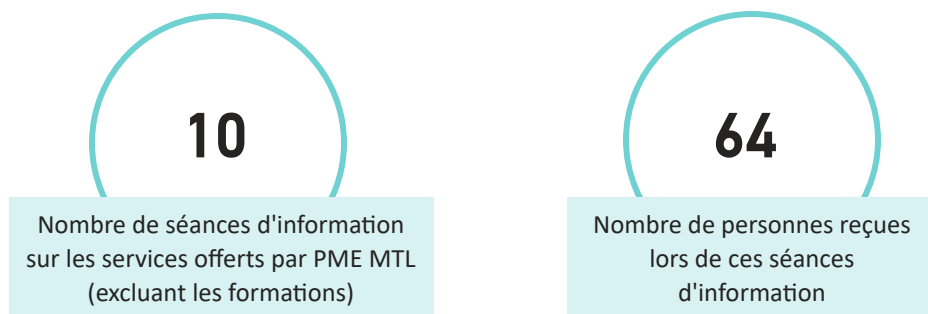 10
Nombre de séances d'information
sur les services offerts par PME MTL
(excluant les formations)
64
Nombre de personnes reçues
lors de ces séances
d'information